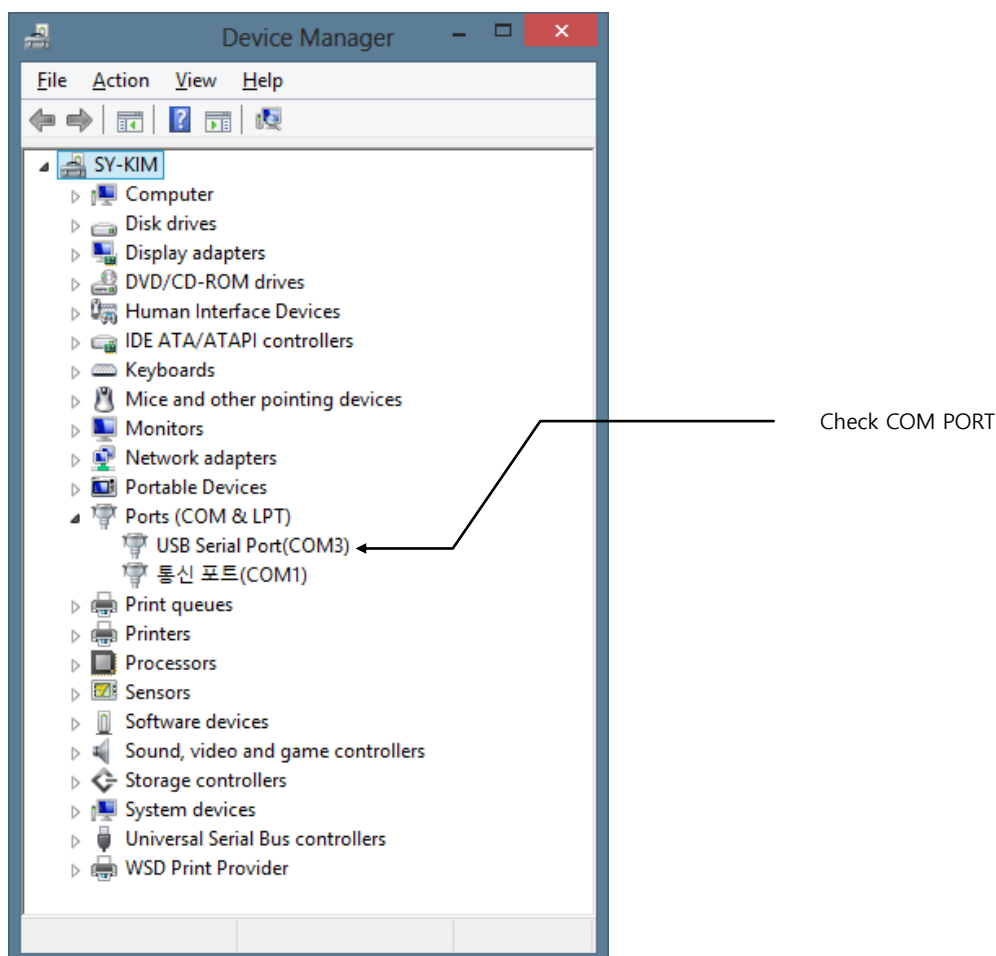 Device Manager
File Action View Help
SY-KIM
Computer
Disk drives
Display adapters
DVD/CD-ROM drives
Human Interface Devices
IDE ATA/ATAPI controllers
Keyboards
Mice and other pointing devices
Monitors
Check COM PORT
Network adapters
Portable Devices
Ports (COM & LPT)
USB Serial Port(COM3)
통신 포트(COM1)
Print queues
Printers
Processors
Sensors
Software devices
Sound, video and game controllers
Storage controllers
System devices
Universal Serial Bus controllers
WSD Print Provider